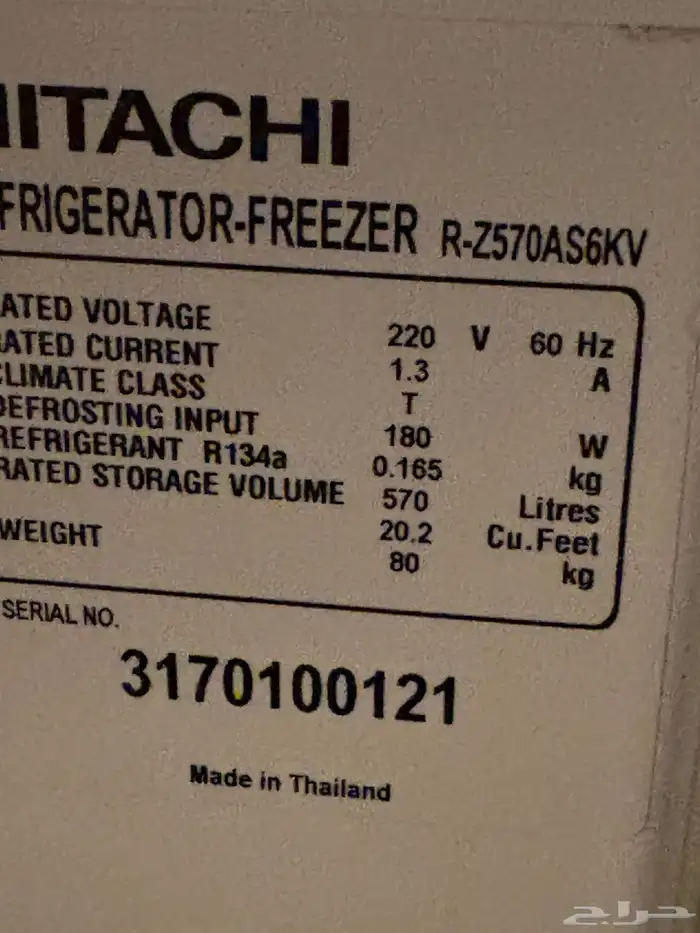 HITACHI
FRIGERATOR-FREEZER R-Z570AS6KV
ATED VOLTAGE 220 V 60 Hz
ATED CURRENT 1.3 A
CLIMATE CLASS T
DEFROSTING INPUT 180 W
REFRIGERANT R134a 0.165 kg
RATED STORAGE VOLUME 570 Litres
20.2 Cu.Feet
WEIGHT 80 kg
SERIAL NO.
3170100121
Made in Thailand
حراج